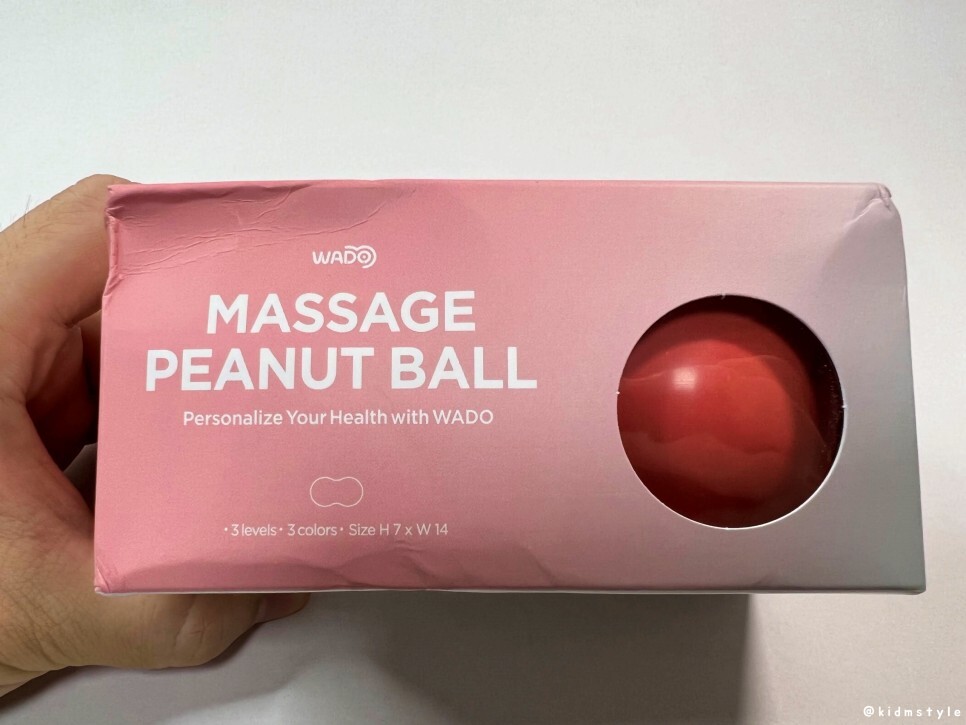 WADO
MASSAGE
PEANUT BALL
Personalize Your Health with WADO
•3 levels• 3 colors• Size H 7 x W 14
@kidmstyle